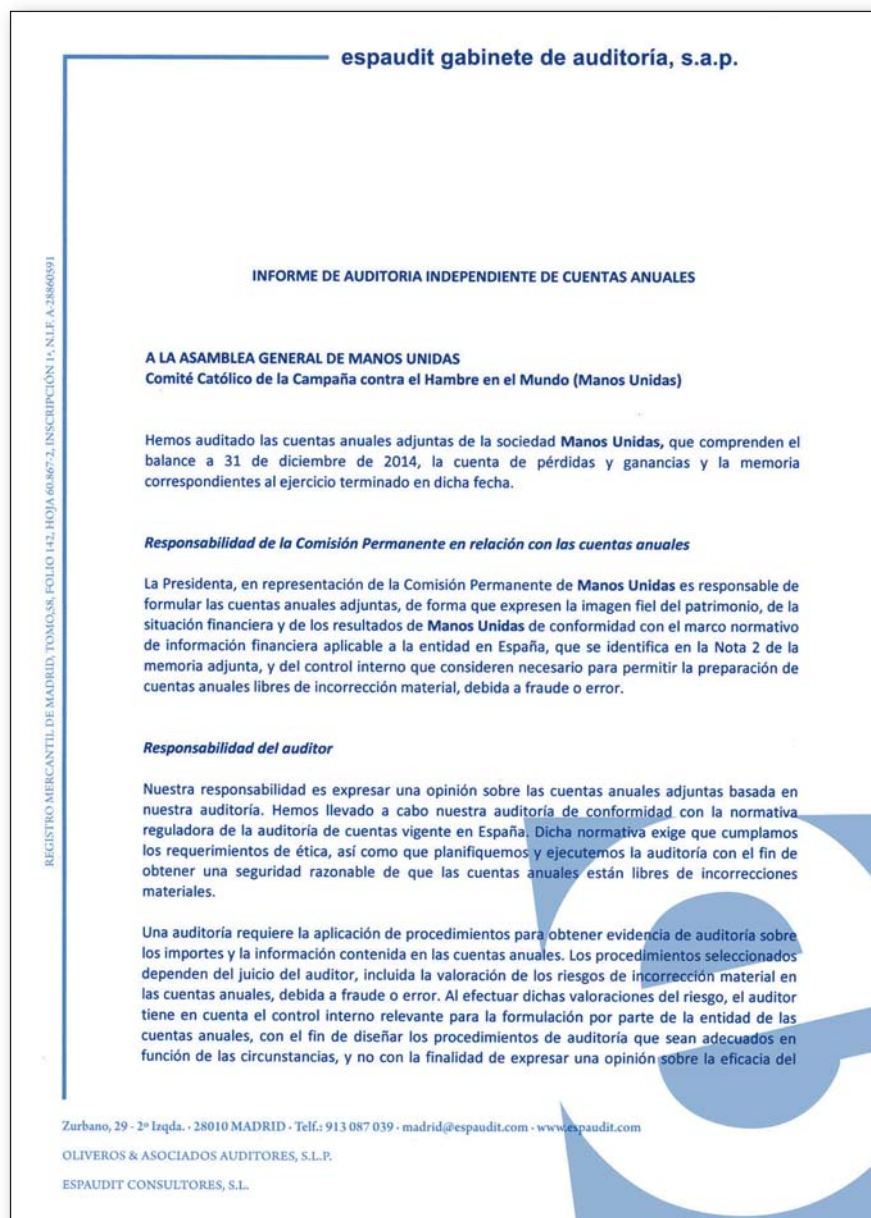 espaudit gabinete de auditoría, s.a.p.
INFORME DE AUDITORIA INDEPENDIENTE DE CUENTAS ANUALES
A LA ASAMBLEA GENERAL DE MANOS UNIDAS
Comité Católico de la Campaña contra el Hambre en el Mundo (Manos Unidas)
Hemos auditado las cuentas anuales adjuntas de la sociedad Manos Unidas, que comprenden el
balance a 31 de diciembre de 2014, la cuenta de pérdidas y ganancias y la memoria
correspondientes al ejercicio terminado en dicha fecha.
Responsabilidad de la Comisión Permanente en relación con las cuentas anuales
La Presidenta, en representación de la Comisión Permanente de Manos Unidas es responsable de
formular las cuentas anuales adjuntas, de forma que expresen la imagen fiel del patrimonio, de la
situación financiera y de los resultados de Manos Unidas de conformidad con el marco normativo
de información financiera aplicable a la entidad en España, que se identifica en la Nota 2 de la
memoria adjunta, y del control interno que consideren necesario para permitir la preparación de
cuentas anuales libres de incorrección material, debida a fraude o error.
Responsabilidad del auditor
Nuestra responsabilidad es expresar una opinión sobre las cuentas anuales adjuntas basada en
nuestra auditoría. Hemos llevado a cabo nuestra auditoría de conformidad con la normativa
reguladora de la auditoría de cuentas vigente en España. Dicha normativa exige que cumplamos
los requerimientos de ética, así como que planifiquemos y ejecutemos la auditoría con el fin de
obtener una seguridad razonable de que las cuentas anuales están libres de incorrecciones
materiales.
Una auditoría requiere la aplicación de procedimientos para obtener evidencia de auditoría sobre
los importes y la información contenida en las cuentas anuales. Los procedimientos seleccionados
dependen del juicio del auditor, incluida la valoración de los riesgos de incorrección material en
las cuentas anuales, debida a fraude o error. Al efectuar dichas valoraciones del riesgo, el auditor
tiene en cuenta el control interno relevante para la formulación por parte de la entidad de las
cuentas anuales, con el fin de diseñar los procedimientos de auditoría que sean adecuados en
función de las circunstancias, y no con la finalidad de expresar una opinión sobre la eficacia del
REGISTRO MERCANTIL DE MADRID, TOMO,58, FOLIO 142, HOJA 60.867-2, INSCRIPCIÓN 1ª, N.I.F. A-28860591
Zurbano, 29 - 2º Izqda. · 28010 MADRID · Telf.: 913 087 039 · madrid@espaudit.com · www.espaudit.com
OLIVEROS & ASOCIADOS AUDITORES, S.L.P.
ESPAUDIT CONSULTORES, S.L.